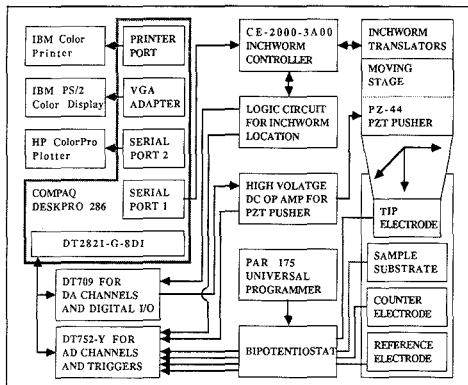 IBM Color
Printer
PRINTER
PORT
CE-2000-3A00
INCHWORM
CONTROLLER
INCHWORM
TRANSLATORS
MOVING
STAGE
PZ-44
PZT PUSHER
IBM PS/2
Color Display
VGA
ADAPTER
LOGIC CIRCUIT
FOR INCHWORM
LOCATION
HP ColorPro
Plotter
SERIAL
PORT 2
COMPAQ
DESKPRO 286
SERIAL
PORT 1
HIGH VOLATGE
DC OP AMP FOR
PZT PUSHER
TIP
ELECTRODE
DT2821-G-8DI
SAMPLE
SUBSTRATE
DT709 FOR
DA CHANNELS
AND DIGITAL I/O
PAR 175
UNIVERSAL
PROGRAMMER
COUNTER
ELECTRODE
DT752-Y FOR
AD CHANNELS
AND TRIGGERS
BIPOTENTIOSTAT
REFERENCE
ELECTRODE